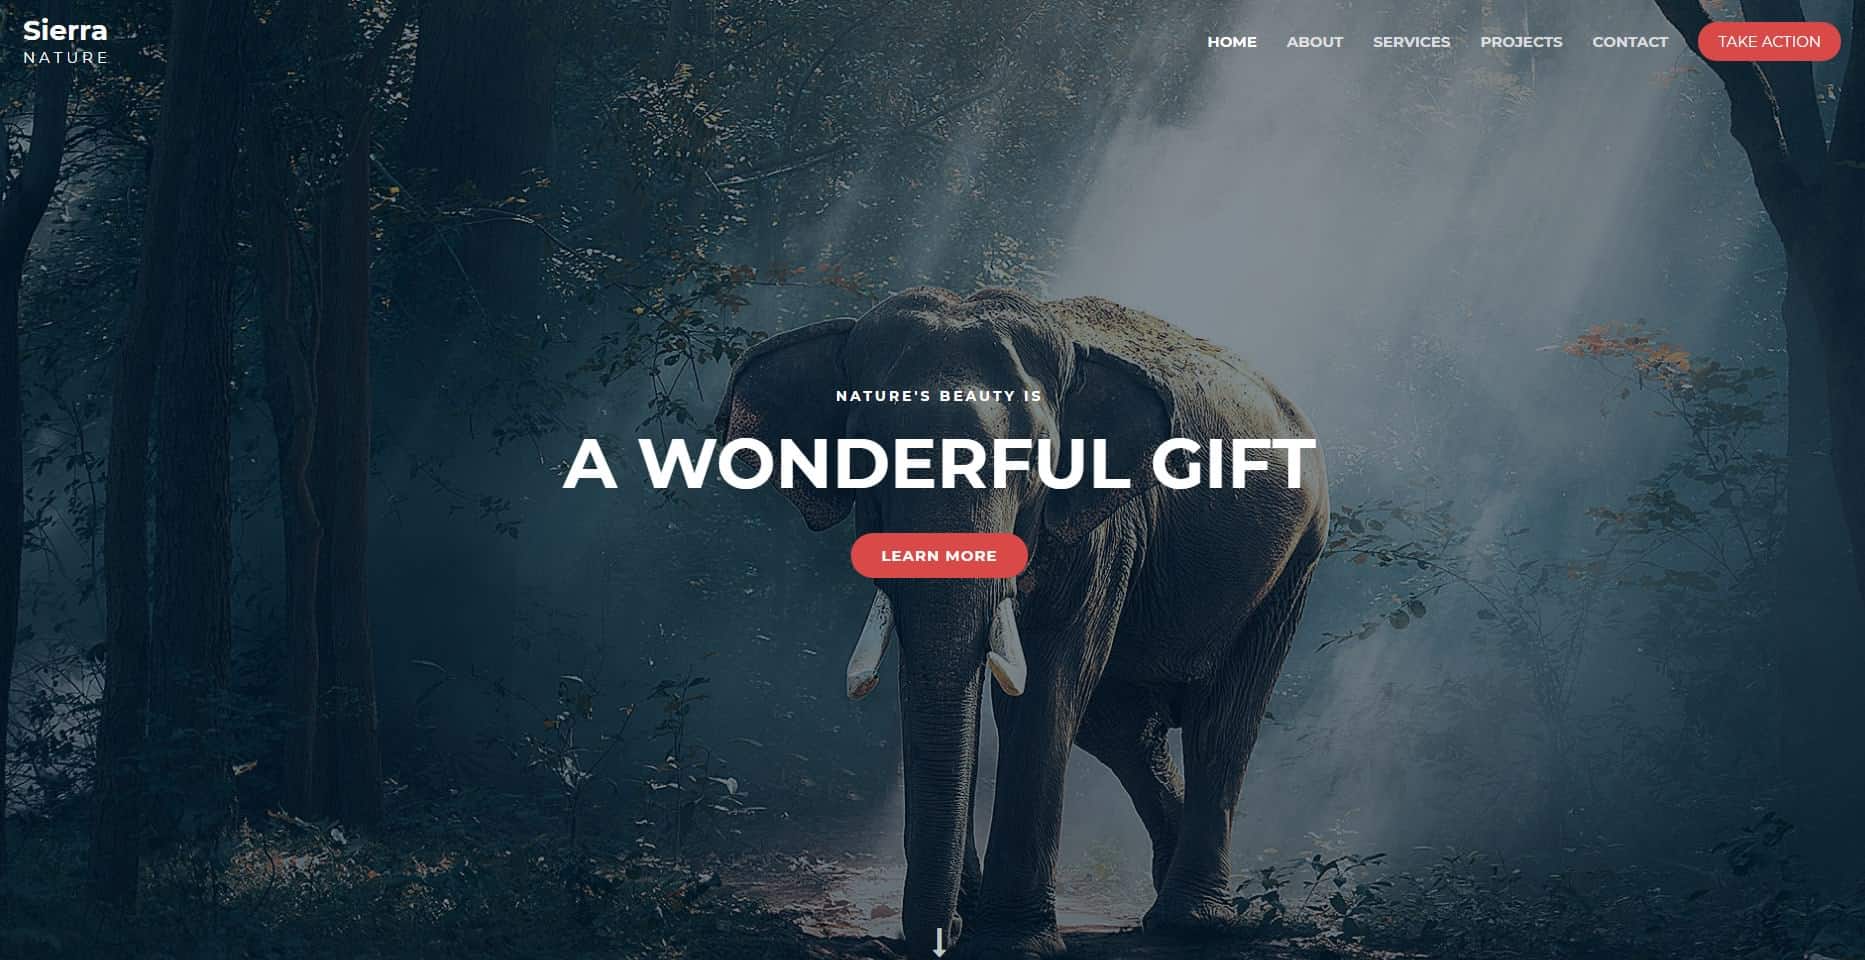 Sierra
NATURE
HOME ABOUT SERVICES PROJECTS CONTACT TAKE ACTION
NATURE'S BEAUTY IS
A WONDERFUL GIFT
LEARN MORE